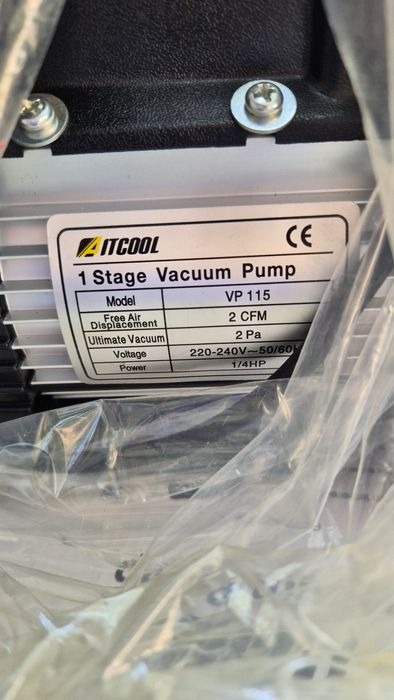 AITCOOL CE
1 Stage Vacuum Pump
Model VP 115
Free Air
Displacement 2 CFM
Ultimate Vacuum 2 Pa
Voltage 220-240V~50/60H
Power 1/4HP